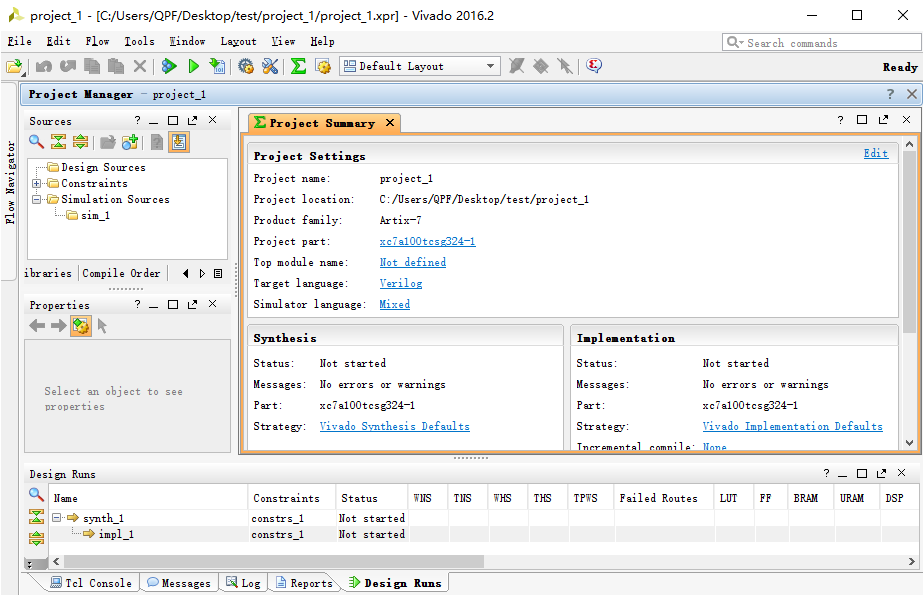 project_1 - [C:/Users/QPF/Desktop/test/project_1/project_1.xpr] - Vivado 2016.2
File Edit Flow Tools Window Layout View Help
Search commands
Default Layout
Ready
Project Manager - project_1
Flow Navigator
Sources
Design Sources
Constraints
Simulation Sources
sim_1
ibraries Compile Order
Properties
Select an object to see
properties
Project Summary
Project Settings
Edit
Project name: project_1
Project location: C:/Users/QPF/Desktop/test/project_1
Product family: Artix-7
Project part: xc7a100tcsg324-1
Top module name: Not defined
Target language: Verilog
Simulator language: Mixed
Synthesis
Status: Not started
Messages: No errors or warnings
Part: xc7a100tcsg324-1
Strategy: Vivado Synthesis Defaults
Implementation
Status: Not started
Messages: No errors or warnings
Part: xc7a100tcsg324-1
Strategy: Vivado Implementation Defaults
Incremental compile: None
Design Runs
Name Constraints Status WNS TNS WHS THS TPWS Failed Routes LUT FF BRAM URAM DSP
synth_1 constrs_1 Not started
impl_1 constrs_1 Not started
Tcl Console Messages Log Reports Design Runs